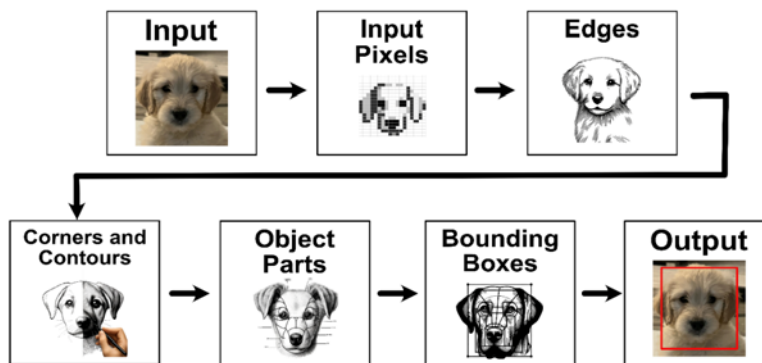 Input
Input
Pixels
Edges
Corners and
Contours
Object
Parts
Bounding
Boxes
Output